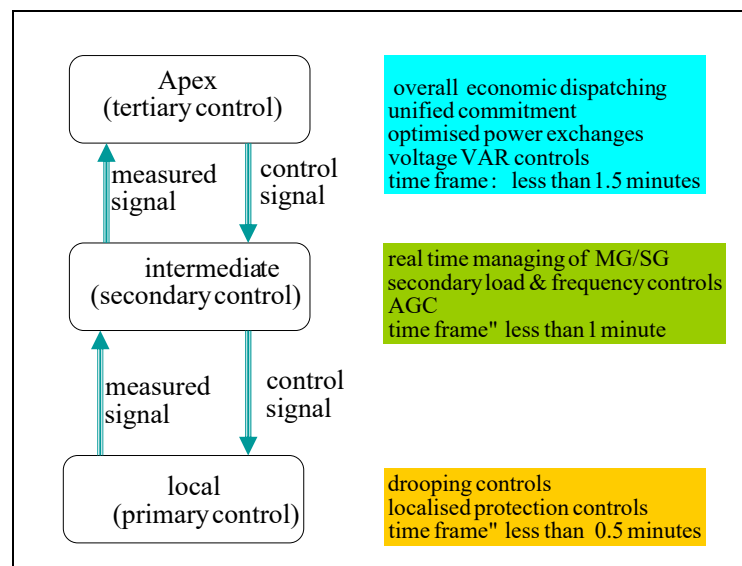 Apex
(tertiary control)
overall economic dispatching
unified commitment
optimised power exchanges
voltage VAR controls
time frame: less than 1.5 minutes
measured
signal
control
signal
intermediate
(secondary control)
real time managing of MG/SG
secondary load & frequency controls
AGC
time frame" less than 1 minute
measured
signal
control
signal
local
(primary control)
drooping controls
localised protection controls
time frame" less than 0.5 minutes